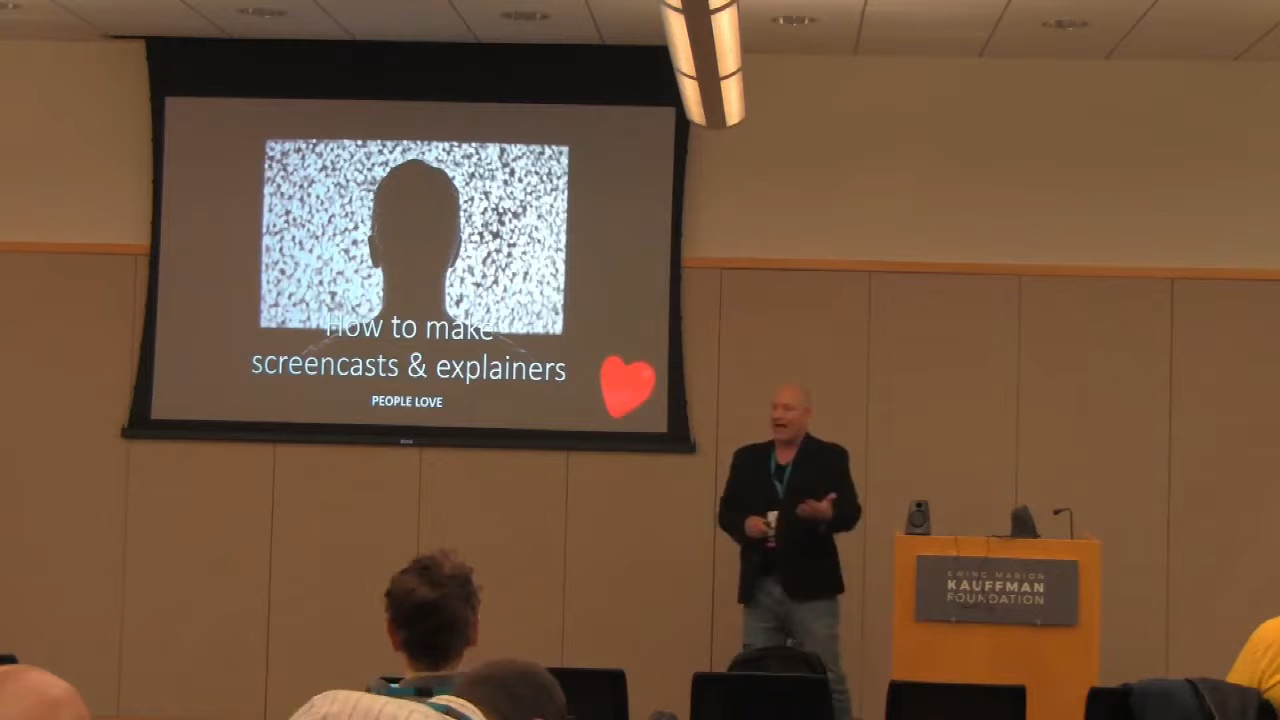 How to make
screencasts & explainers
PEOPLE LOVE
EWING MARION
KAUFFMAN
FOUNDATION